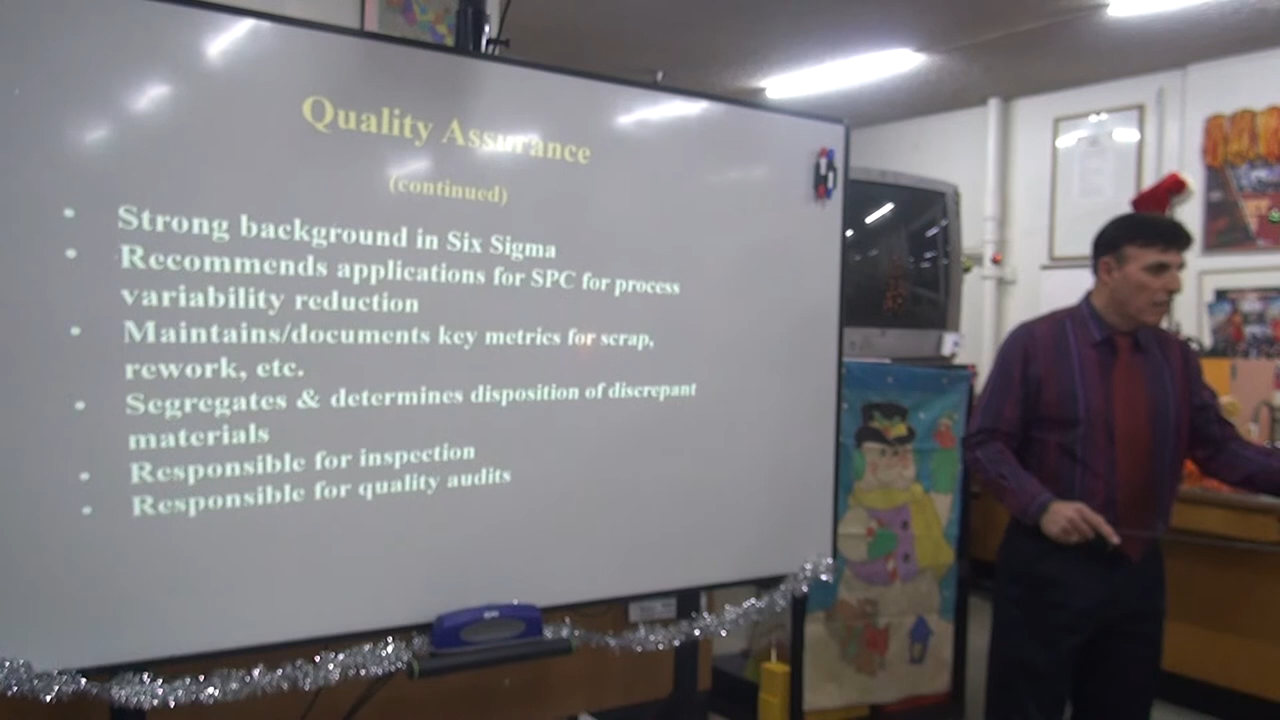 Quality Assurance
(continued)
• Strong background in Six Sigma
• Recommends applications for SPC for process
variability reduction
• Maintains/documents key metrics for scrap,
rework, etc.
• Segregates & determines disposition of discrepant
materials
• Responsible for inspection
• Responsible for quality audits